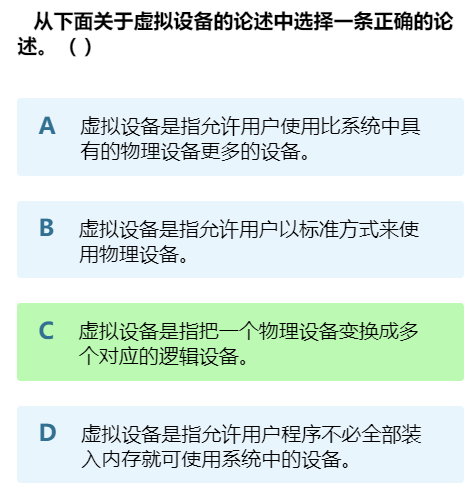 从下面关于虚拟设备的论述中选择一条正确的论
述。（ ）
A 虚拟设备是指允许用户使用比系统中具
有的物理设备更多的设备。
B 虚拟设备是指允许用户以标准方式来使
用物理设备。
C 虚拟设备是指把一个物理设备变换成多
个对应的逻辑设备。
D 虚拟设备是指允许用户程序不必全部装
入内存就可使用系统中的设备。